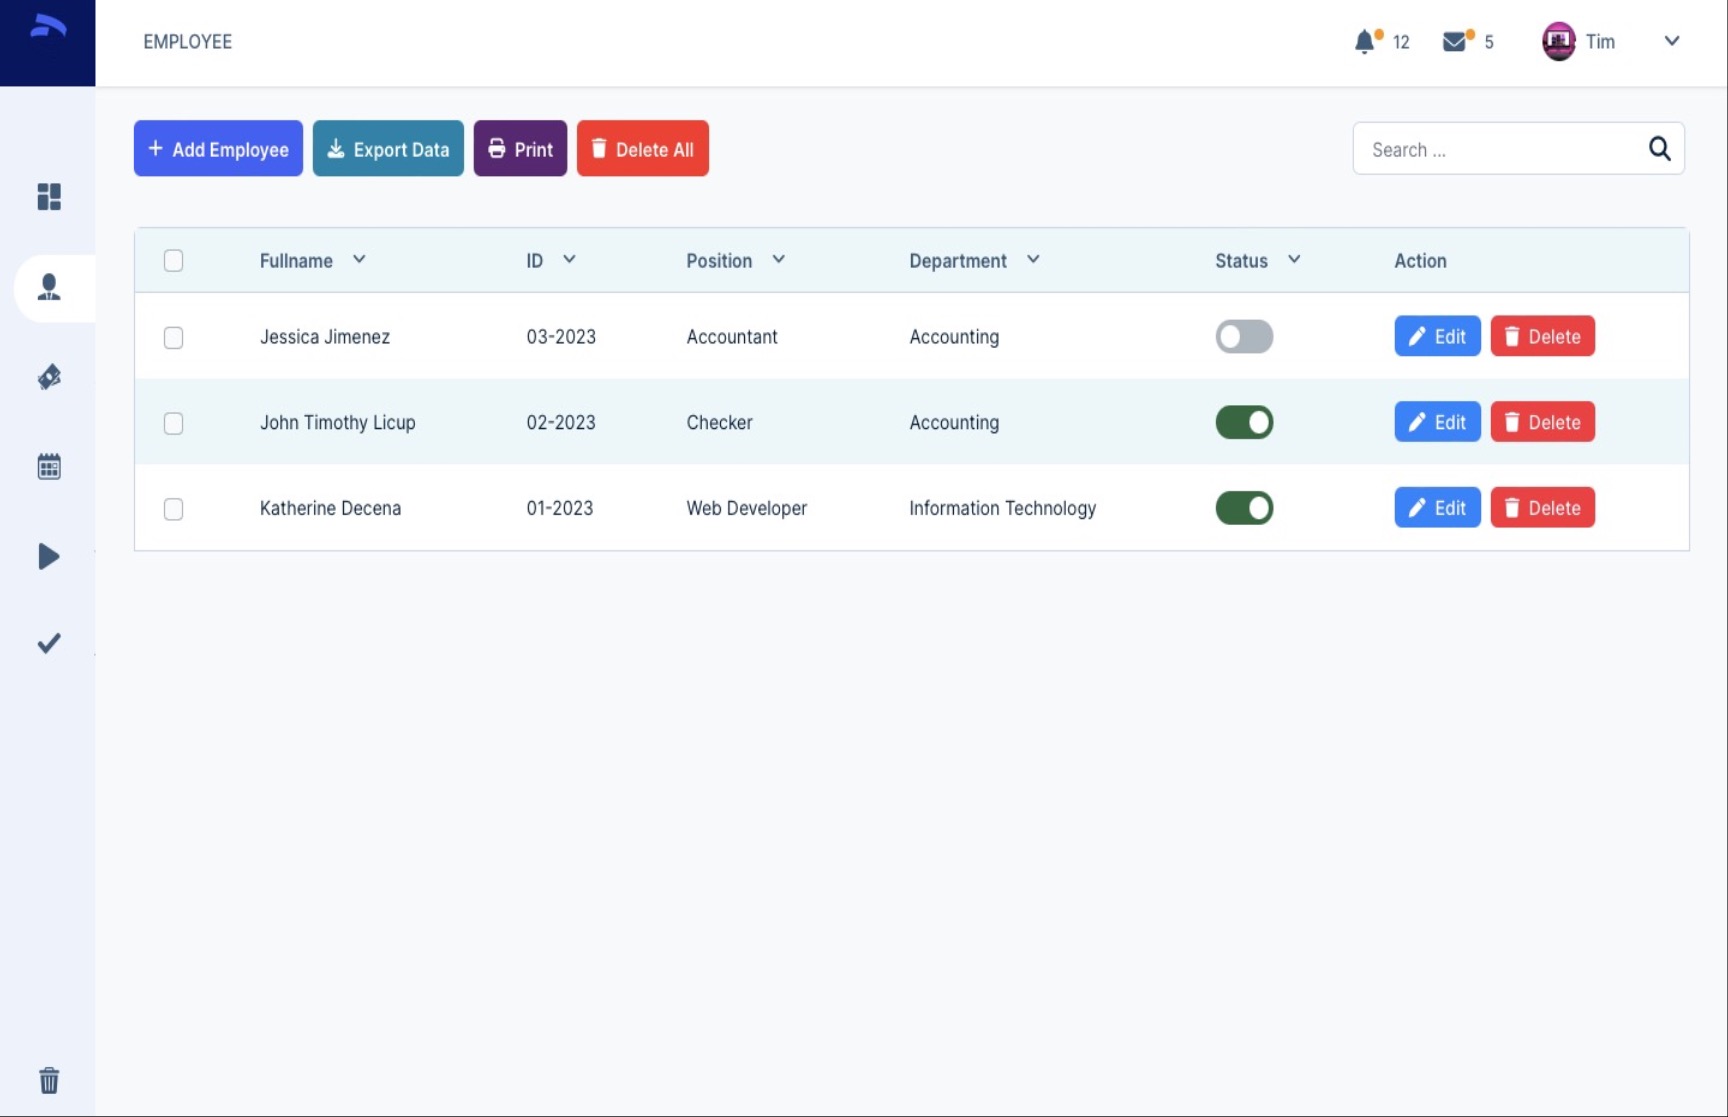 EMPLOYEE 12 5 Tim
+ Add Employee Export Data Print Delete All Search ...
Fullname ID Position Department Status Action
Jessica Jimenez 03-2023 Accountant Accounting Edit Delete
John Timothy Licup 02-2023 Checker Accounting Edit Delete
Katherine Decena 01-2023 Web Developer Information Technology Edit Delete